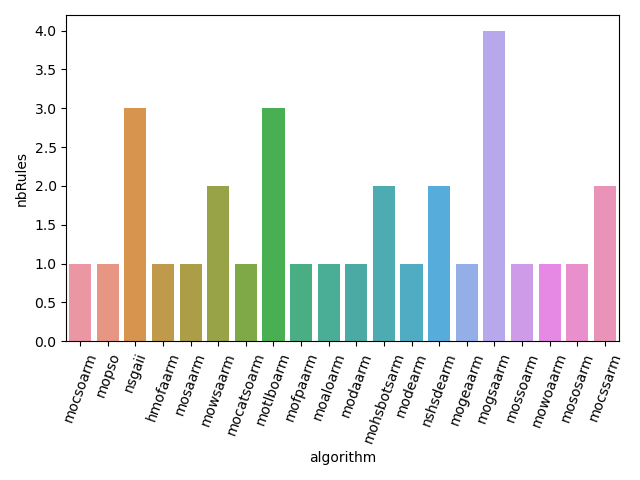 4.0
3.5
3.0
2.5
2.0
1.5
1.0
0.5
0.0
nbRules
mocsoarm
mopso
nsgaii
hmofaarm
mosaarm
mowsaarm
mocatsoarm
motlboarm
mofpaarm
moaloarm
modaarm
mohsbotsarm
modearm
nshsdearm
mogeaarm
mogsaarm
mossoarm
mowoaarm
mososarm
mocssarm
algorithm